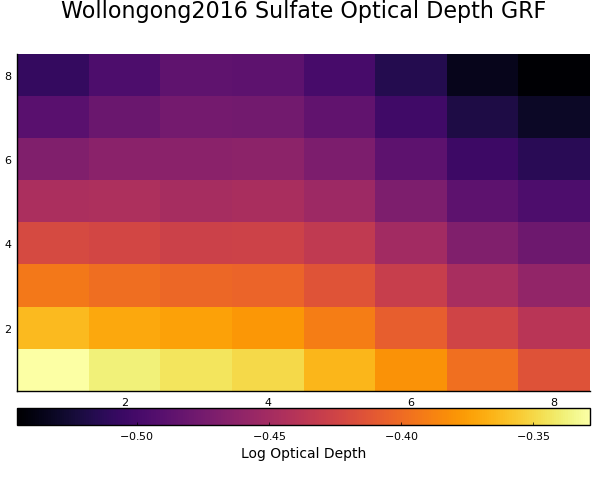 Wollongong2016 Sulfate Optical Depth GRF
8
6
4
2
2 4 6 8
−0.50 −0.45 −0.40 −0.35
Log Optical Depth